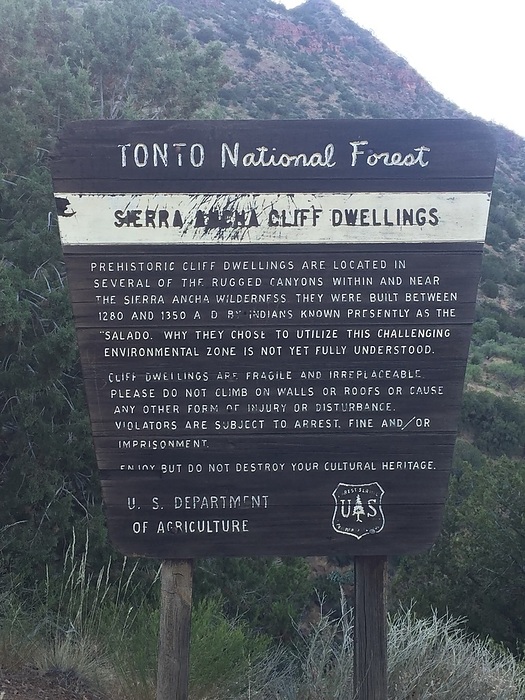 TONTO National Forest
SIERRA ANCHA CLIFF DWELLINGS
PREHISTORIC CLIFF DWELLINGS ARE LOCATED IN
SEVERAL OF THE RUGGED CANYONS WITHIN AND NEAR
THE SIERRA ANCHA WILDERNESS. THEY WERE BUILT BETWEEN
1280 AND 1350 A D BY INDIANS KNOWN PRESENTLY AS THE
"SALADO. WHY THEY CHOSE TO UTILIZE THIS CHALLENGING
ENVIRONMENTAL ZONE IS NOT YET FULLY UNDERSTOOD.
CLIFF DWELLINGS ARE FRAGILE AND IRREPLACEABLE.
PLEASE DO NOT CLIMB ON WALLS OR ROOFS OR CAUSE
ANY OTHER FORM OF INJURY OR DISTURBANCE.
VIOLATORS ARE SUBJECT TO ARREST, FINE AND/OR
IMPRISONMENT.
ENJOY BUT DO NOT DESTROY YOUR CULTURAL HERITAGE.
U. S. DEPARTMENT
OF AGRICULTURE
U S